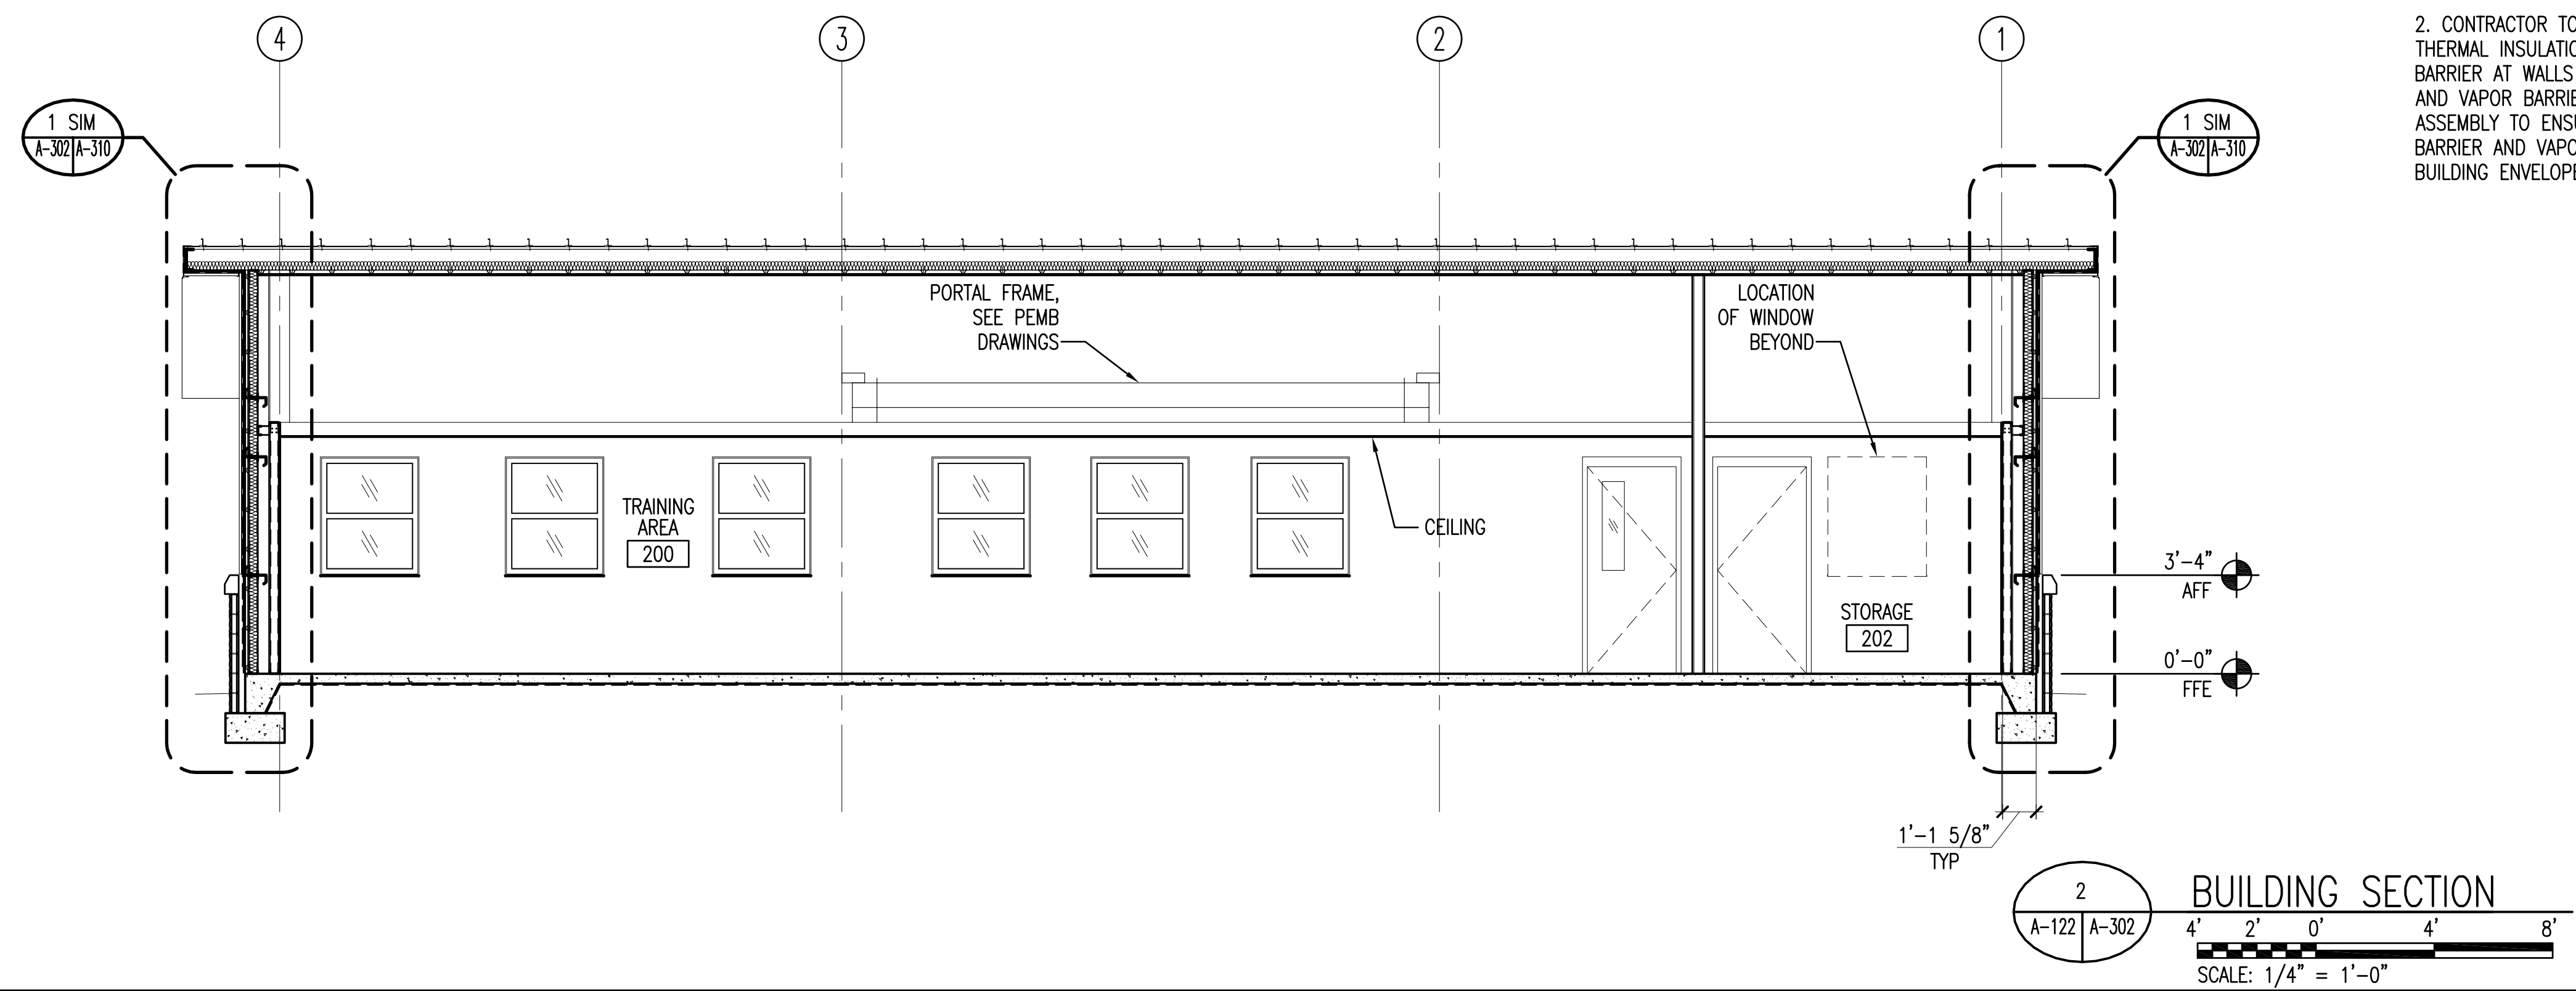 4
3
2
1
2. CONTRACTOR TO
THERMAL INSULATIO
BARRIER AT WALLS
AND VAPOR BARRIE
ASSEMBLY TO ENSU
BARRIER AND VAPO
BUILDING ENVELOPE
1 SIM
A-302 A-310
1 SIM
A-302 A-310
PORTAL FRAME,
SEE PEMB
DRAWINGS
LOCATION
OF WINDOW
BEYOND
TRAINING
AREA
200
CEILING
STORAGE
202
3'-4"
AFF
0'-0"
FFE
1'-1 5/8"
TYP
2
A-122 A-302
BUILDING SECTION
4' 2' 0' 4' 8'
SCALE: 1/4" = 1'-0"